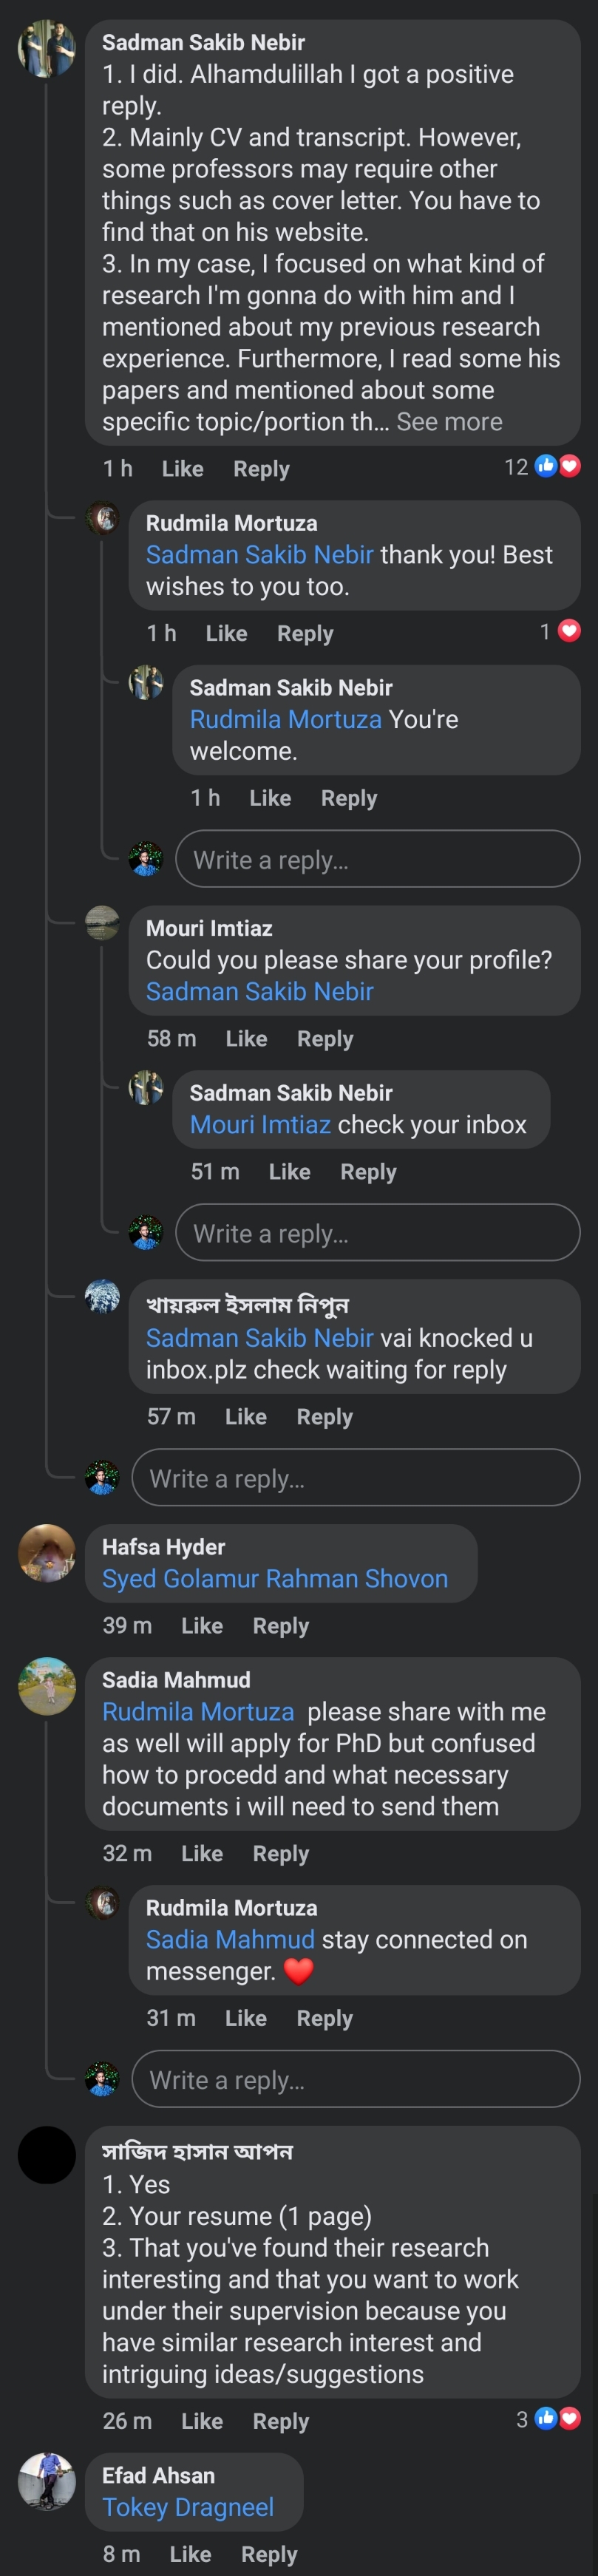 Sadman Sakib Nebir
1. I did. Alhamdulillah I got a positive
reply.
2. Mainly CV and transcript. However,
some professors may require other
things such as cover letter. You have to
find that on his website.
3. In my case, I focused on what kind of
research I'm gonna do with him and I
mentioned about my previous research
experience. Furthermore, I read some his
papers and mentioned about some
specific topic/portion th... See more
1 h Like Reply 12
Rudmila Mortuza
Sadman Sakib Nebir thank you! Best
wishes to you too.
1 h Like Reply 1
Sadman Sakib Nebir
Rudmila Mortuza You're
welcome.
1 h Like Reply
Write a reply...
Mouri Imtiaz
Could you please share your profile?
Sadman Sakib Nebir
58 m Like Reply
Sadman Sakib Nebir
Mouri Imtiaz check your inbox
51 m Like Reply
Write a reply...
খায়রুল ইসলাম নিপুন
Sadman Sakib Nebir vai knocked u
inbox.plz check waiting for reply
57 m Like Reply
Write a reply...
Hafsa Hyder
Syed Golamur Rahman Shovon
39 m Like Reply
Sadia Mahmud
Rudmila Mortuza please share with me
as well will apply for PhD but confused
how to procedd and what necessary
documents i will need to send them
32 m Like Reply
Rudmila Mortuza
Sadia Mahmud stay connected on
messenger. ❤️
31 m Like Reply
Write a reply...
সাজিদ হাসান আপন
1. Yes
2. Your resume (1 page)
3. That you've found their research
interesting and that you want to work
under their supervision because you
have similar research interest and
intriguing ideas/suggestions
26 m Like Reply 3
Efad Ahsan
Tokey Dragneel
8 m Like Reply